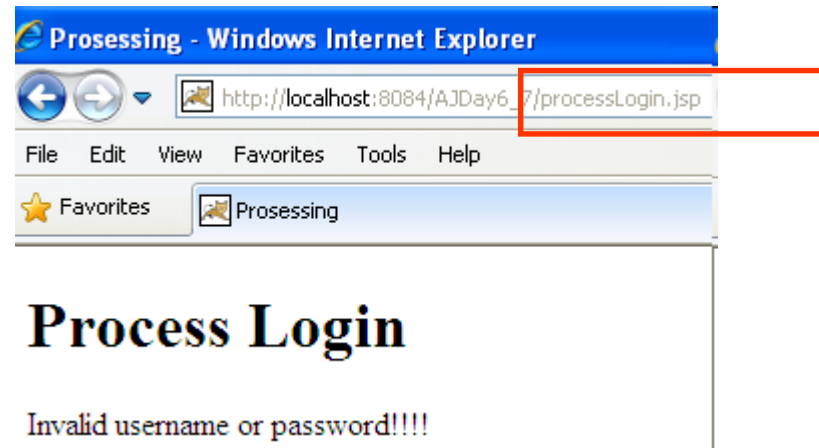 Prosessing - Windows Internet Explorer
http://localhost:8084/AJDay6_7/processLogin.jsp
File Edit View Favorites Tools Help
Favorites Prosessing
Process Login
Invalid username or password!!!!